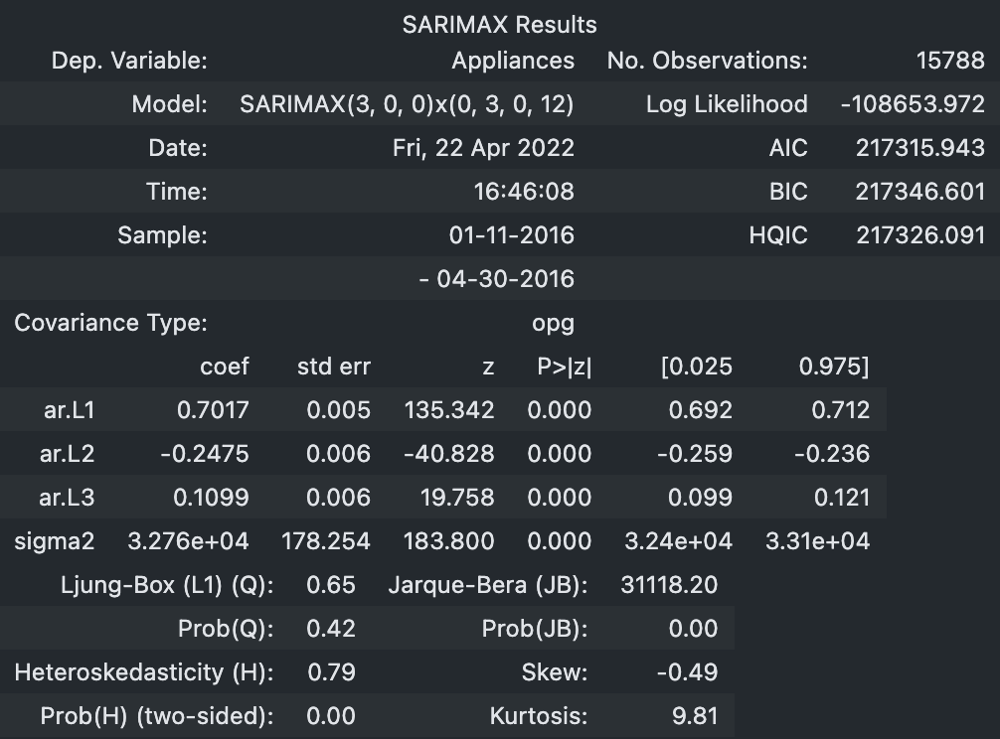 SARIMAX Results
Dep. Variable: Appliances No. Observations: 15788
Model: SARIMAX(3, 0, 0)x(0, 3, 0, 12) Log Likelihood -108653.972
Date: Fri, 22 Apr 2022 AIC 217315.943
Time: 16:46:08 BIC 217346.601
Sample: 01-11-2016 HQIC 217326.091
- 04-30-2016
Covariance Type: opg
coef std err z P>|z| [0.025 0.975]
ar.L1 0.7017 0.005 135.342 0.000 0.692 0.712
ar.L2 -0.2475 0.006 -40.828 0.000 -0.259 -0.236
ar.L3 0.1099 0.006 19.758 0.000 0.099 0.121
sigma2 3.276e+04 178.254 183.800 0.000 3.24e+04 3.31e+04
Ljung-Box (L1) (Q): 0.65 Jarque-Bera (JB): 31118.20
Prob(Q): 0.42 Prob(JB): 0.00
Heteroskedasticity (H): 0.79 Skew: -0.49
Prob(H) (two-sided): 0.00 Kurtosis: 9.81